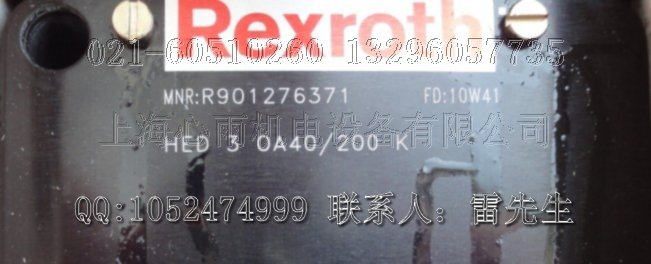 Rexroth
021-60510260 13296057735
MNR:R901276371 FD:10W41
上海心雨机电设备有限公司
HED 3 OA40/200 K
QQ:1052474999 联系人：雷先生